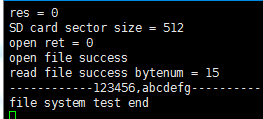 res = 0
SD card sector size = 512
open ret = 0
open file success
read file success bytenum = 15
------------123456,abcdefg----------
file system test end